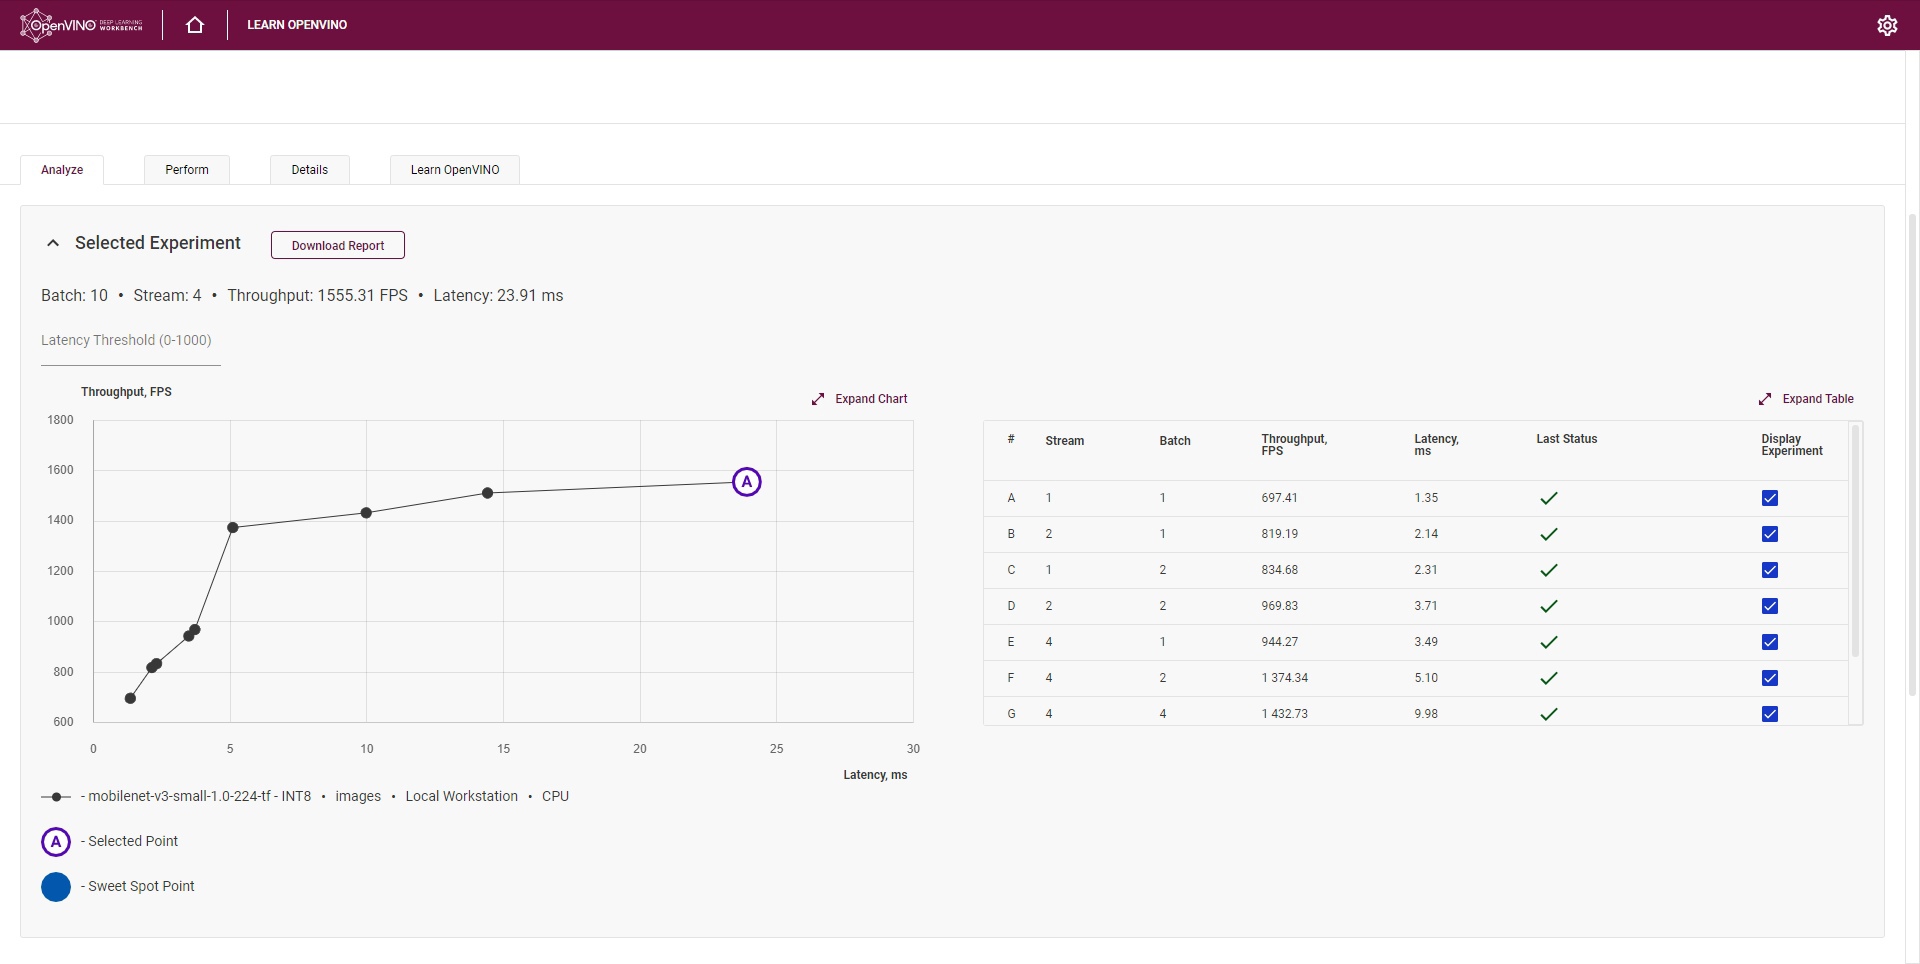 OpenVINO DEEP LEARNING WORKBENCH LEARN OPENVINO
Analyze Perform Details Learn OpenVINO
Selected Experiment Download Report
Batch: 10 • Stream: 4 • Throughput: 1555.31 FPS • Latency: 23.91 ms
Latency Threshold (0-1000)
Throughput, FPS
Expand Chart
1800
1600
1400
1200
1000
800
600
A
0 5 10 15 20 25 30
Latency, ms
- mobilenet-v3-small-1.0-224-tf - INT8 • images • Local Workstation • CPU
A - Selected Point
- Sweet Spot Point
Expand Table
# Stream Batch Throughput, FPS Latency, ms Last Status Display Experiment
A 1 1 697.41 1.35
B 2 1 819.19 2.14
C 1 2 834.68 2.31
D 2 2 969.83 3.71
E 4 1 944.27 3.49
F 4 2 1 374.34 5.10
G 4 4 1 432.73 9.98